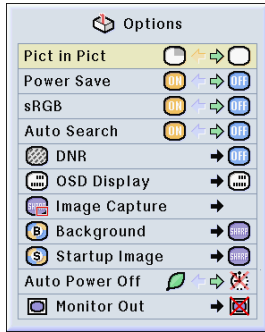 Options
Pict in Pict
Power Save ON OFF
sRGB ON OFF
Auto Search ON OFF
DNR OFF
OSD Display
SHARP Image Capture
B Background SHARP
S Startup Image SHARP
Auto Power Off
Monitor Out